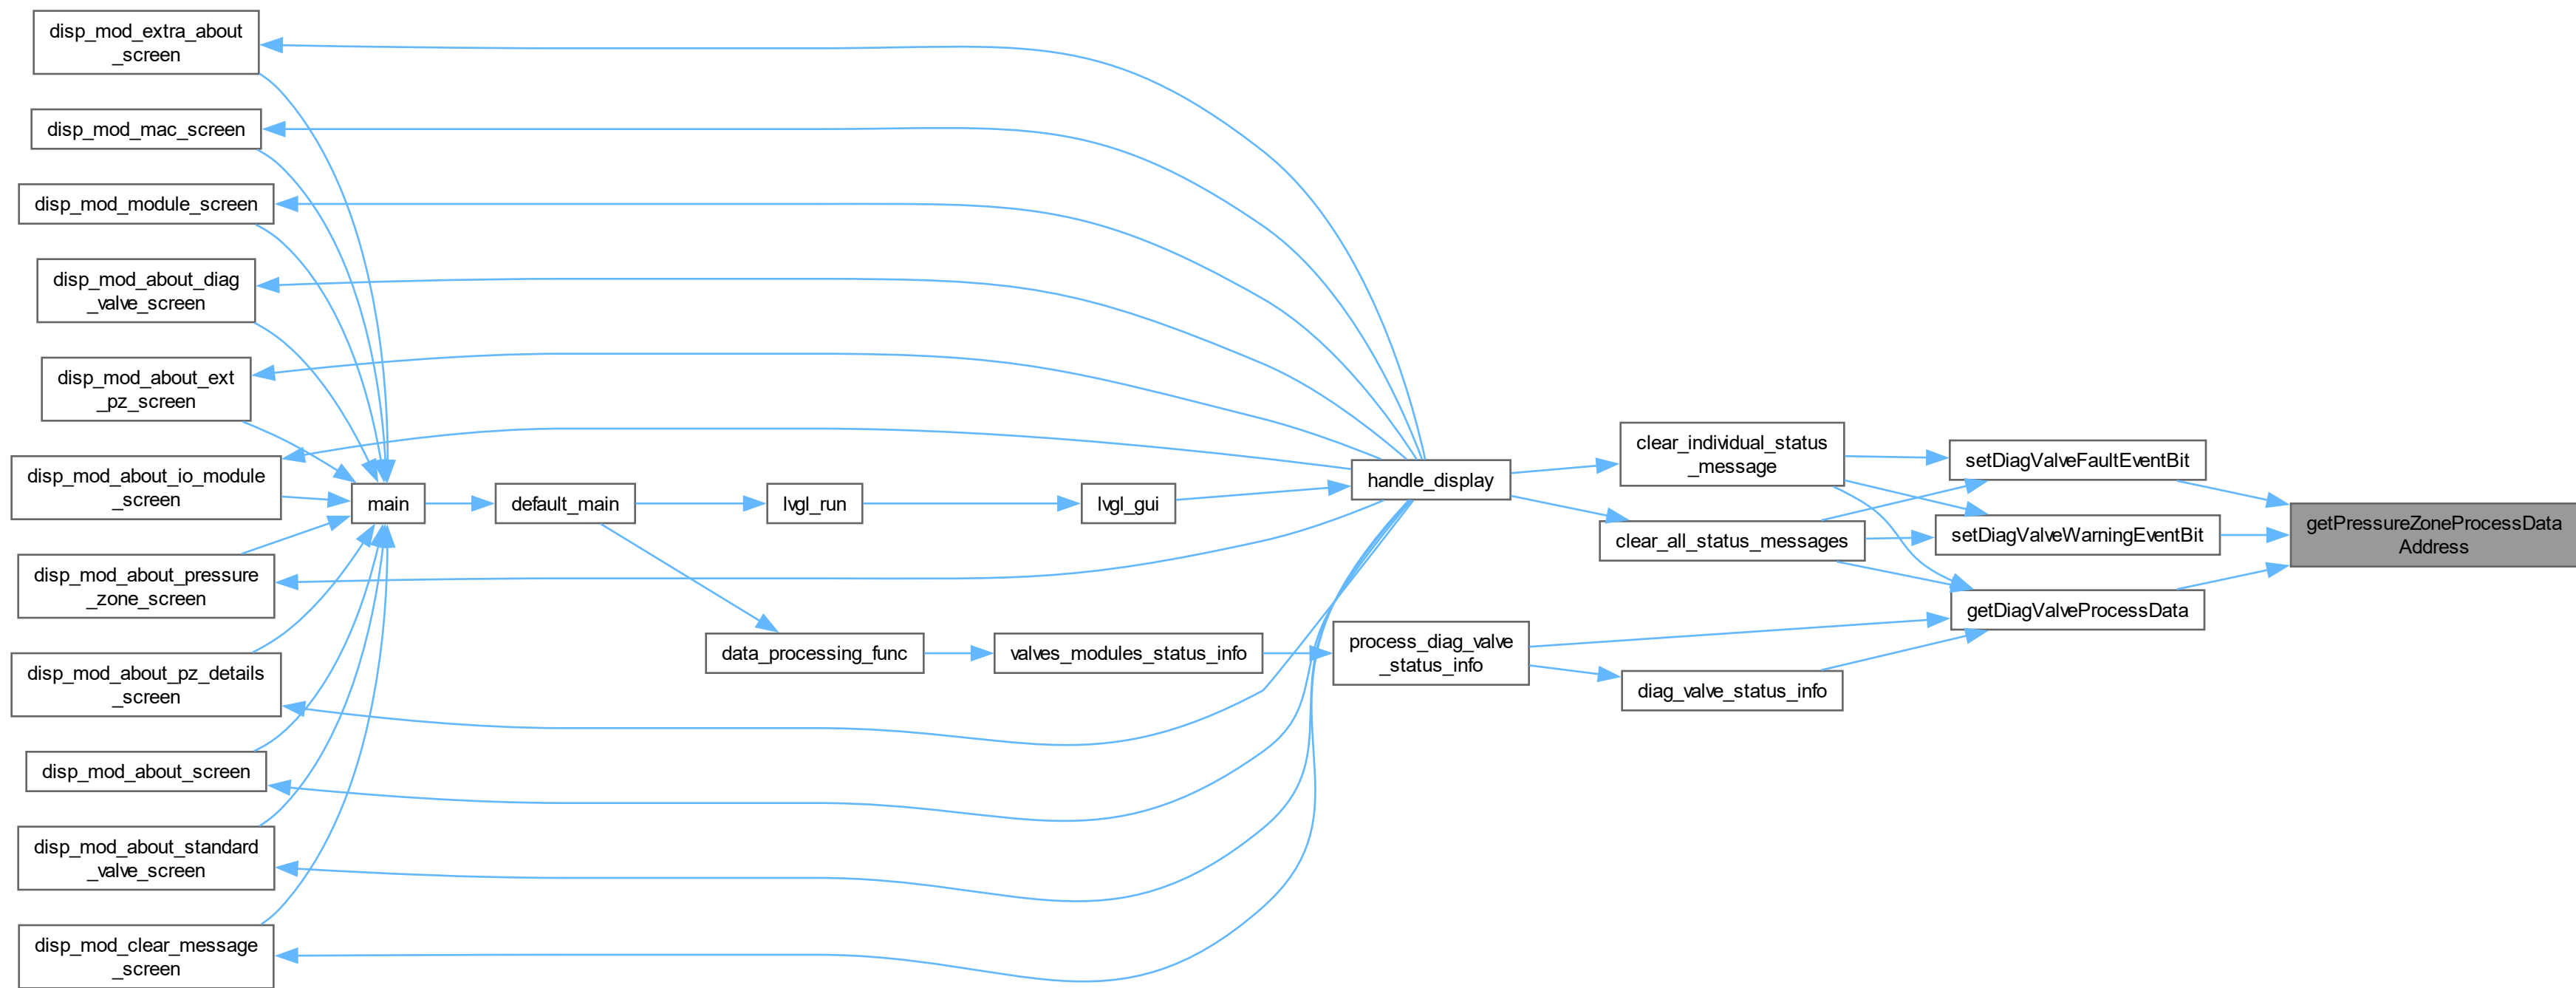 disp_mod_extra_about
_screen
disp_mod_mac_screen
disp_mod_module_screen
disp_mod_about_diag
_valve_screen
disp_mod_about_ext
_pz_screen
disp_mod_about_io_module
_screen
disp_mod_about_pressure
_zone_screen
disp_mod_about_pz_details
_screen
disp_mod_about_screen
disp_mod_about_standard
_valve_screen
disp_mod_clear_message
_screen
main
default_main
lvgl_run
data_processing_func
lvgl_gui
valves_modules_status_info
handle_display
process_diag_valve
_status_info
clear_individual_status
_message
clear_all_status_messages
diag_valve_status_info
setDiagValveFaultEventBit
setDiagValveWarningEventBit
getDiagValveProcessData
getPressureZoneProcessData
Address